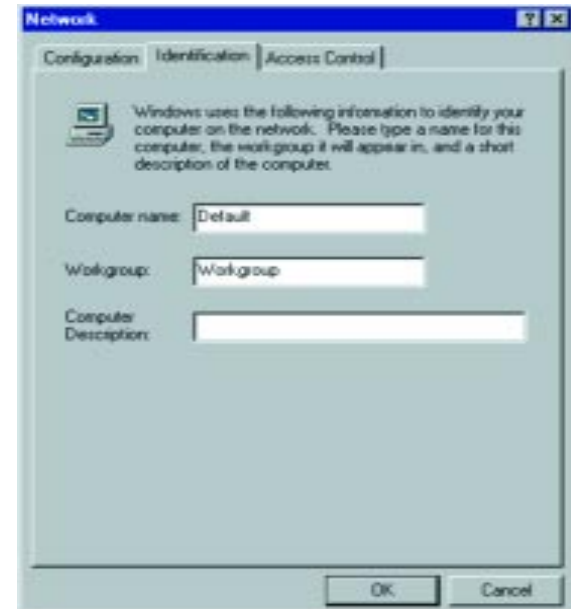 Network
Configuration Identification Access Control
Windows uses the following information to identify your
computer on the network. Please type a name for this
computer, the workgroup it will appear in, and a short
description of the computer.
Computer name: Default
Workgroup: Workgroup
Computer
Description:
OK Cancel